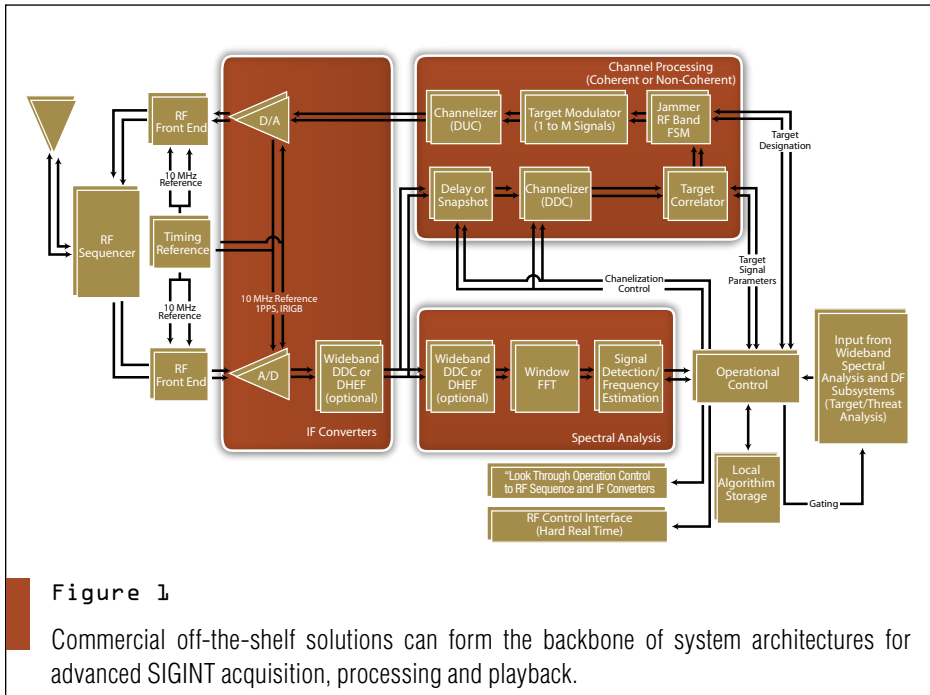 Channel Processing
(Coherent or Non-Coherent)
RF
Front End
D/A
Channelizer
(DUC)
Target Modulator
(1 to M Signals)
Jammer
RF Band
FSM
Target
Designation
10 MHz
Reference
Delay or
Snapshot
Channelizer
(DDC)
Target
Correlator
RF
Sequencer
Timing
Reference
Target
Signal
Parameters
Chanelization
Control
10 MHz
Reference
10 MHz Reference
1PPS, IRIGB
RF
Front End
A/D
Wideband
DDC or
DHEF
(optional)
IF Converters
Wideband
DDC or
DHEF
(optional)
Window
FFT
Signal
Detection/
Frequency
Estimation
Spectral Analysis
Operational
Control
Input from
Wideband
Spectral
Analysis and DF
Subsystems
(Target/Threat
Analysis)
"Look Through Operation Control
to RF Sequence and IF Converters
RF Control Interface
(Hard Real Time)
Local
Algorithim
Storage
Gating
Figure 1
Commercial off-the-shelf solutions can form the backbone of system architectures for
advanced SIGINT acquisition, processing and playback.